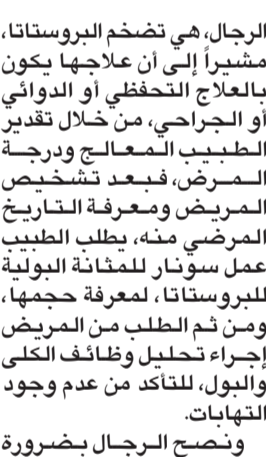 الرجال، هي تضخم البروستاتا،
مشيراً إلى أن علاجها يكون
بالعلاج التحفظي أو الدوائي
أو الجراحي، من خلال تقدير
الطبيب المعالج ودرجة
المرض، فبعد تشخيص
المريض ومعرفة التاريخ
المرضي منه، يطلب الطبيب
عمل سونار للمثانة البولية
للبروستاتا، لمعرفة حجمها،
ومن ثم الطلب من المريض
إجراء تحليل وظائف الكلى
والبول، للتأكد من عدم وجود
التهابات.
ونصح الرجال بضرورة